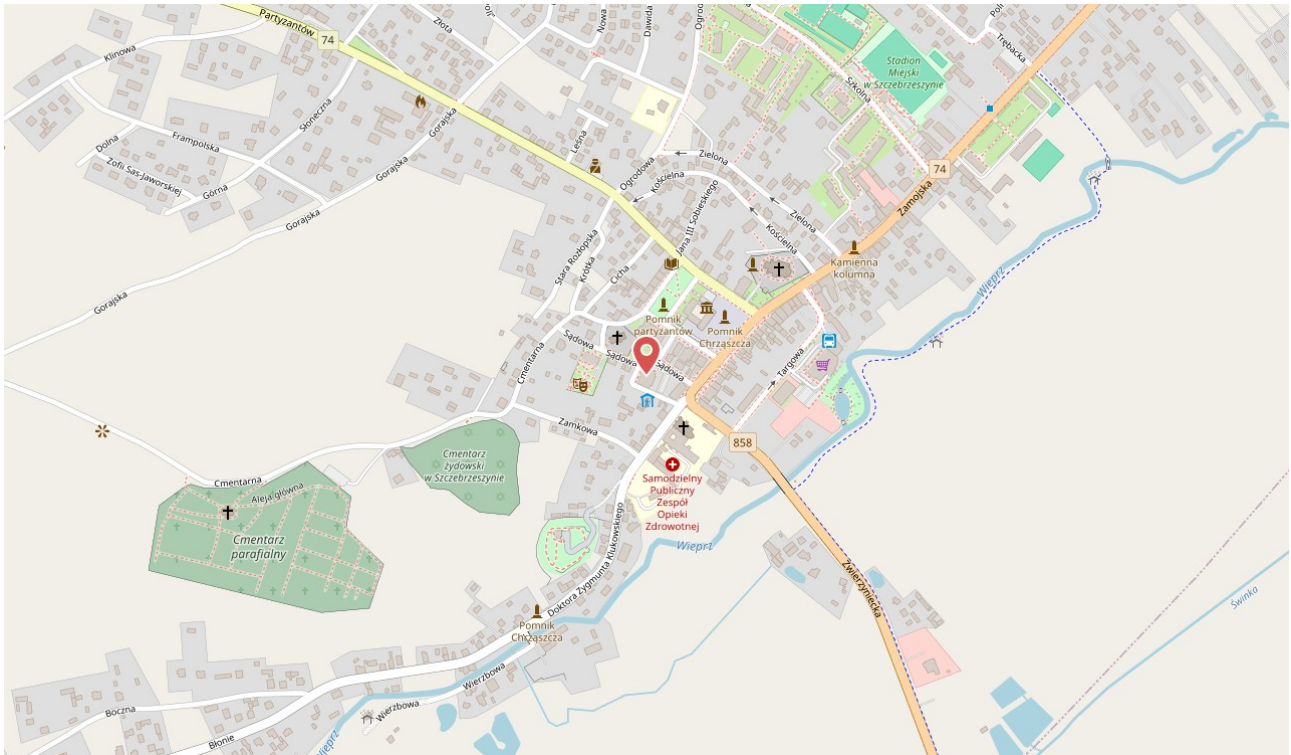 Partyzantów
74
Klinowa
Złota
Nowa
Dawida
Ogrod
Poli
Trębacka
Stadion
Miejski
w Szczebrzeszynie
Szkolna
Słoneczna
Gorajska
Frampolska
Dolna
Zofii Sas-Jaworskiej
Górna
Leśna
Ogrodowa
Zielona
Kościelna
Gorajska
Zielona
74
Zamojska
Jana III Sobieskiego
Kościelna
Stara Rozłopska
Krótka
Cicha
Kamienna
kolumna
Wieprz
Gorajska
Pomnik
partyzantów
Pomnik
Chrząszcza
Sądowa
Sądowa
Sądowa
Targowa
Cmentarna
Zamkowa
858
Cmentarz
żydowski
w Szczebrzeszynie
Samodzielny
Publiczny
Zespół
Opieki
Zdrowotnej
Cmentarna
Aleja główna
Cmentarz
parafialny
Wieprz
Doktora Zygmunta Klukowskiego
Zwierzyniecka
Świnka
Pomnik
Chrząszcza
Wierzbowa
Boczna
Wierzbowa
Błonie
Wieprz